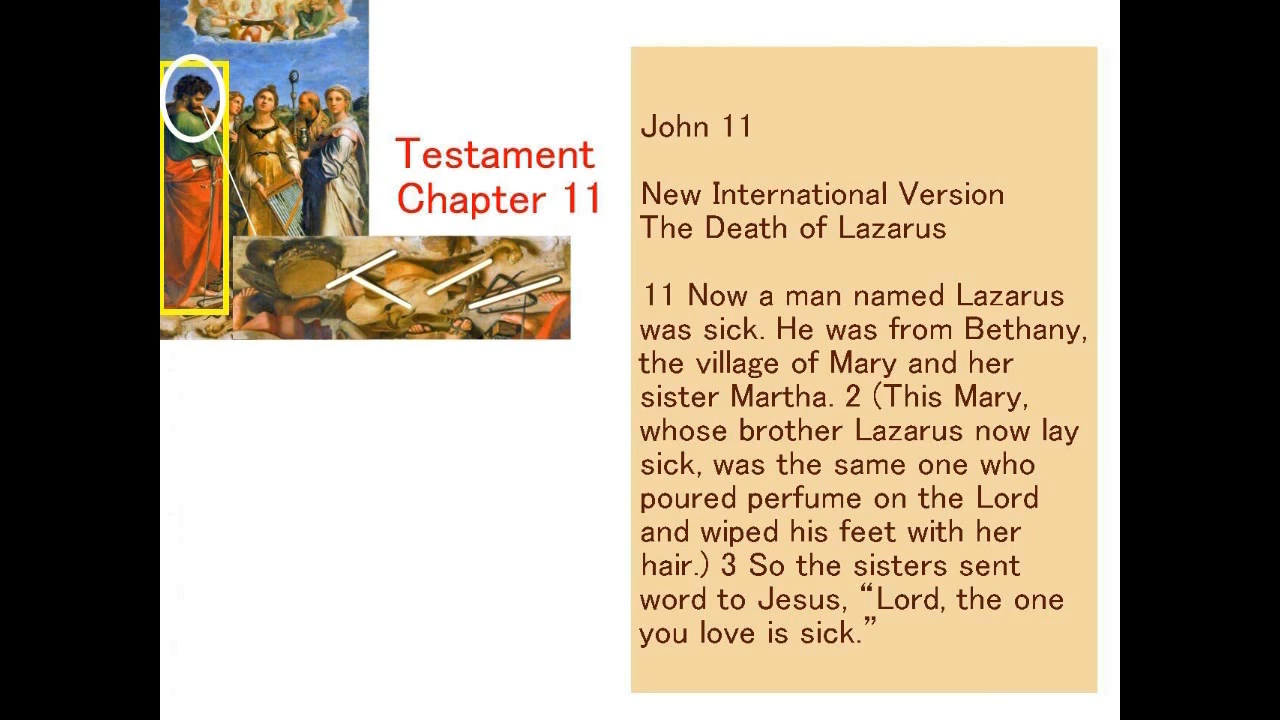 Testament
Chapter 11
John 11
New International Version
The Death of Lazarus
11 Now a man named Lazarus
was sick. He was from Bethany,
the village of Mary and her
sister Martha. 2 (This Mary,
whose brother Lazarus now lay
sick, was the same one who
poured perfume on the Lord
and wiped his feet with her
hair.) 3 So the sisters sent
word to Jesus, “Lord, the one
you love is sick.”